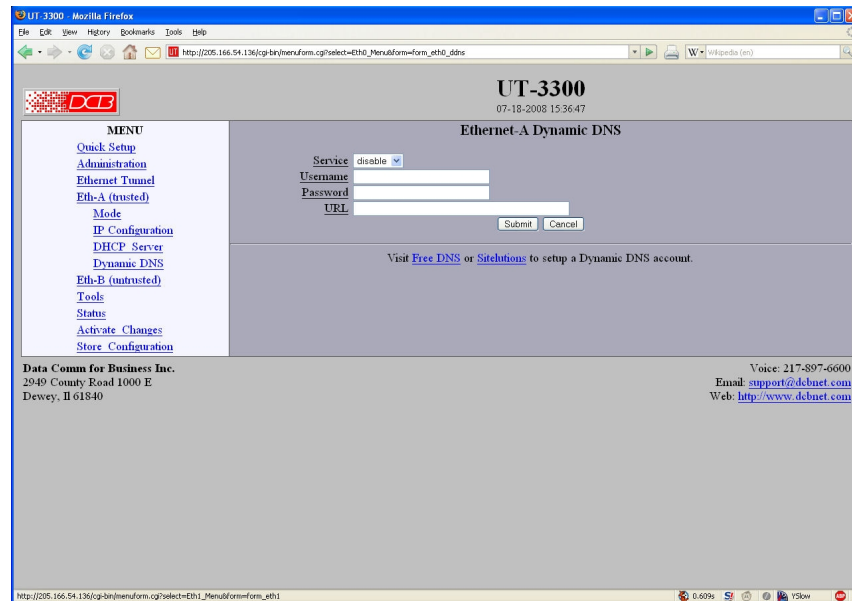 UT-3300 - Mozilla Firefox
File Edit View History Bookmarks Tools Help
http://205.166.54.136/cgi-bin/menuform.cgi?select=Eth0_Menu&form=form_eth0_ddns
W Wikipedia (en)
DCB
UT-3300
07-18-2008 15:36:47
MENU
Quick Setup
Administration
Ethernet Tunnel
Eth-A (trusted)
Mode
IP Configuration
DHCP Server
Dynamic DNS
Eth-B (untrusted)
Tools
Status
Activate Changes
Store Configuration
Ethernet-A Dynamic DNS
Service disable
Username
Password
URL
Submit Cancel
Visit Free DNS or Sitelutions to setup a Dynamic DNS account.
Data Comm for Business Inc.
2949 County Road 1000 E
Dewey, Il 61840
Voice: 217-897-6600
Email: support@dcbnet.com
Web: http://www.dcbnet.com
http://205.166.54.136/cgi-bin/menuform.cgi?select=Eth1_Menu&form=form_eth1
0.609s YSlow